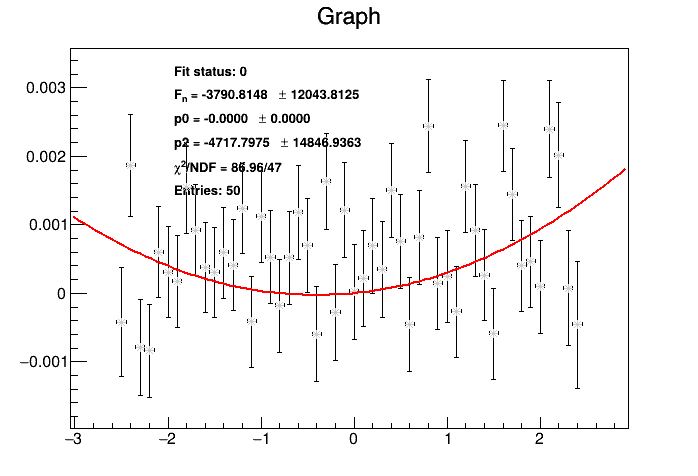 Graph
Fit status: 0
Fn = -3790.8148 ± 12043.8125
p0 = -0.0000 ± 0.0000
p2 = -4717.7975 ± 14846.9363
χ²/NDF = 86.96/47
Entries: 50
0.003
0.002
0.001
0
−0.001
−3 −2 −1 0 1 2